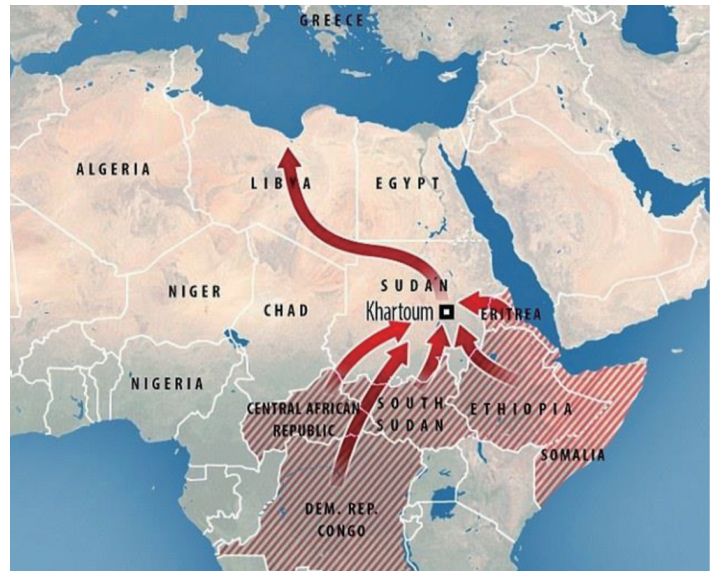 GREECE
ALGERIA
LIBYA
EGYPT
SUDAN
NIGER
CHAD
Khartoum
ERITREA
NIGERIA
CENTRAL AFRICAN
REPUBLIC
SOUTH
SUDAN
ETHIOPIA
SOMALIA
DEM. REP.
CONGO